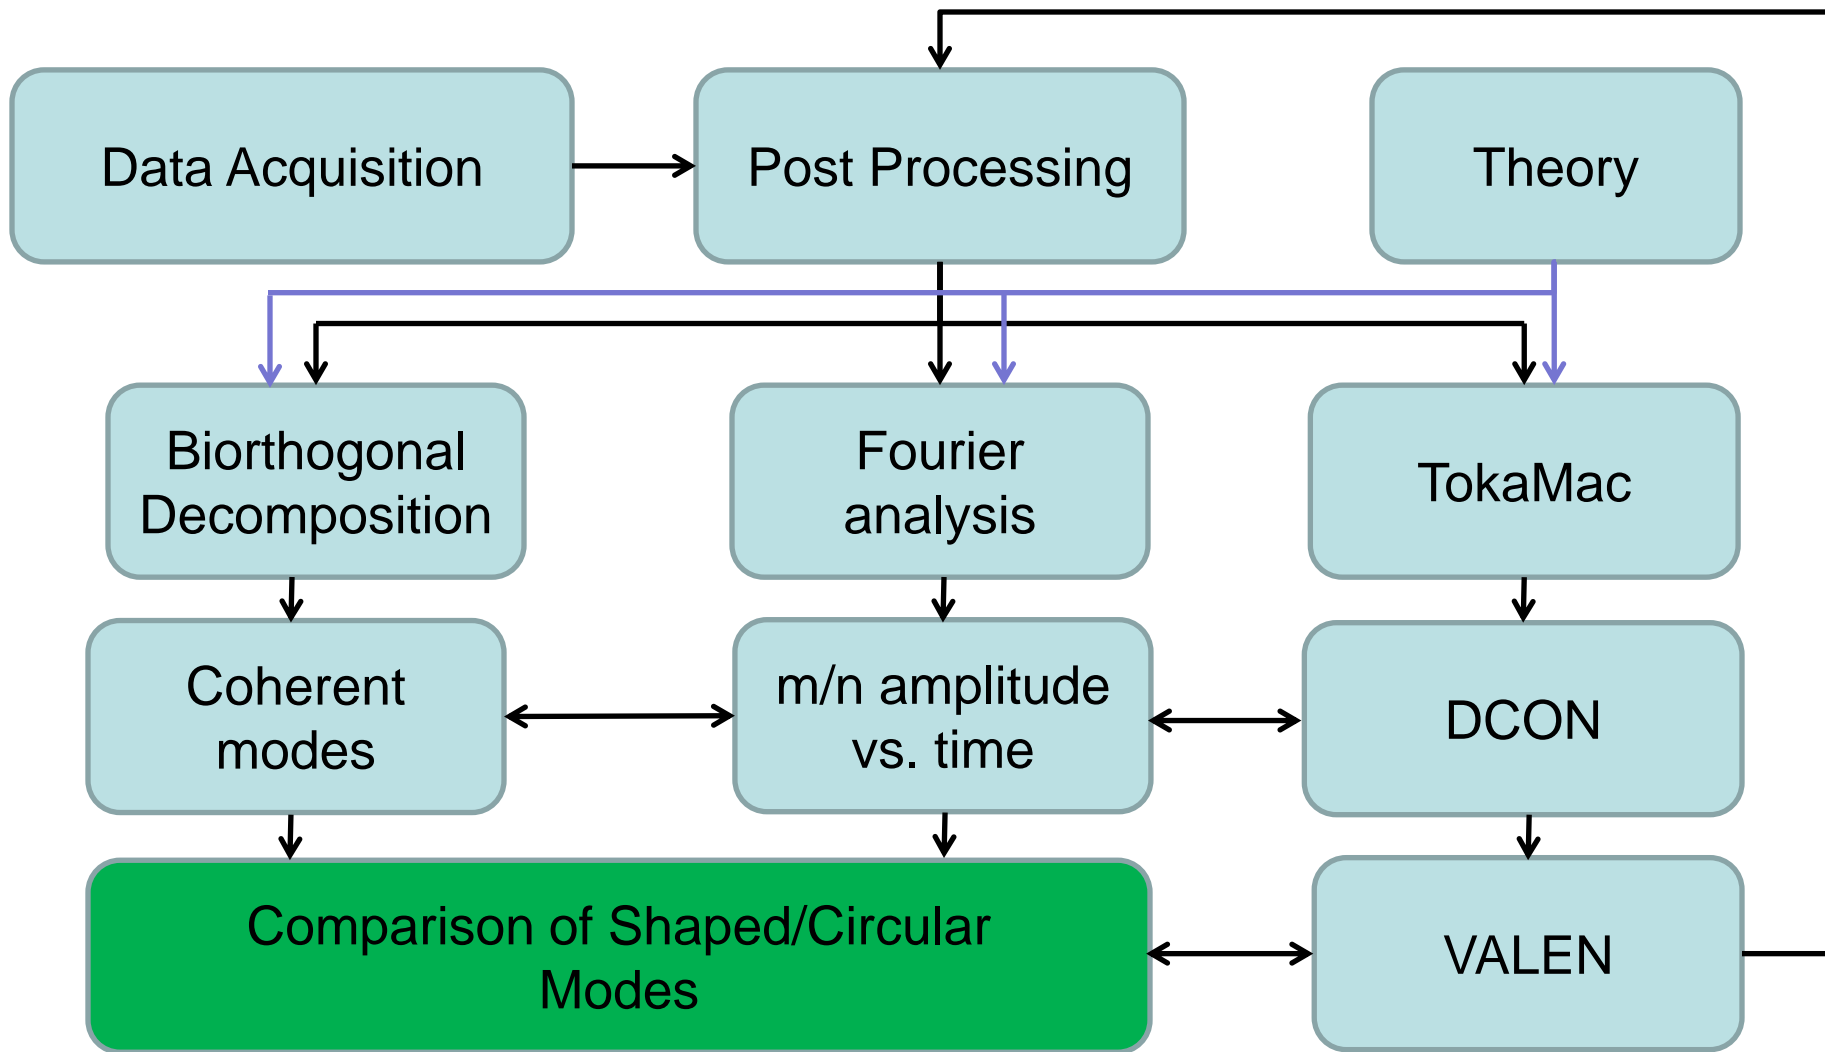 Data Acquisition
Post Processing
Theory
Biorthogonal
Decomposition
Fourier
analysis
TokaMac
Coherent
modes
m/n amplitude
vs. time
DCON
Comparison of Shaped/Circular
Modes
VALEN